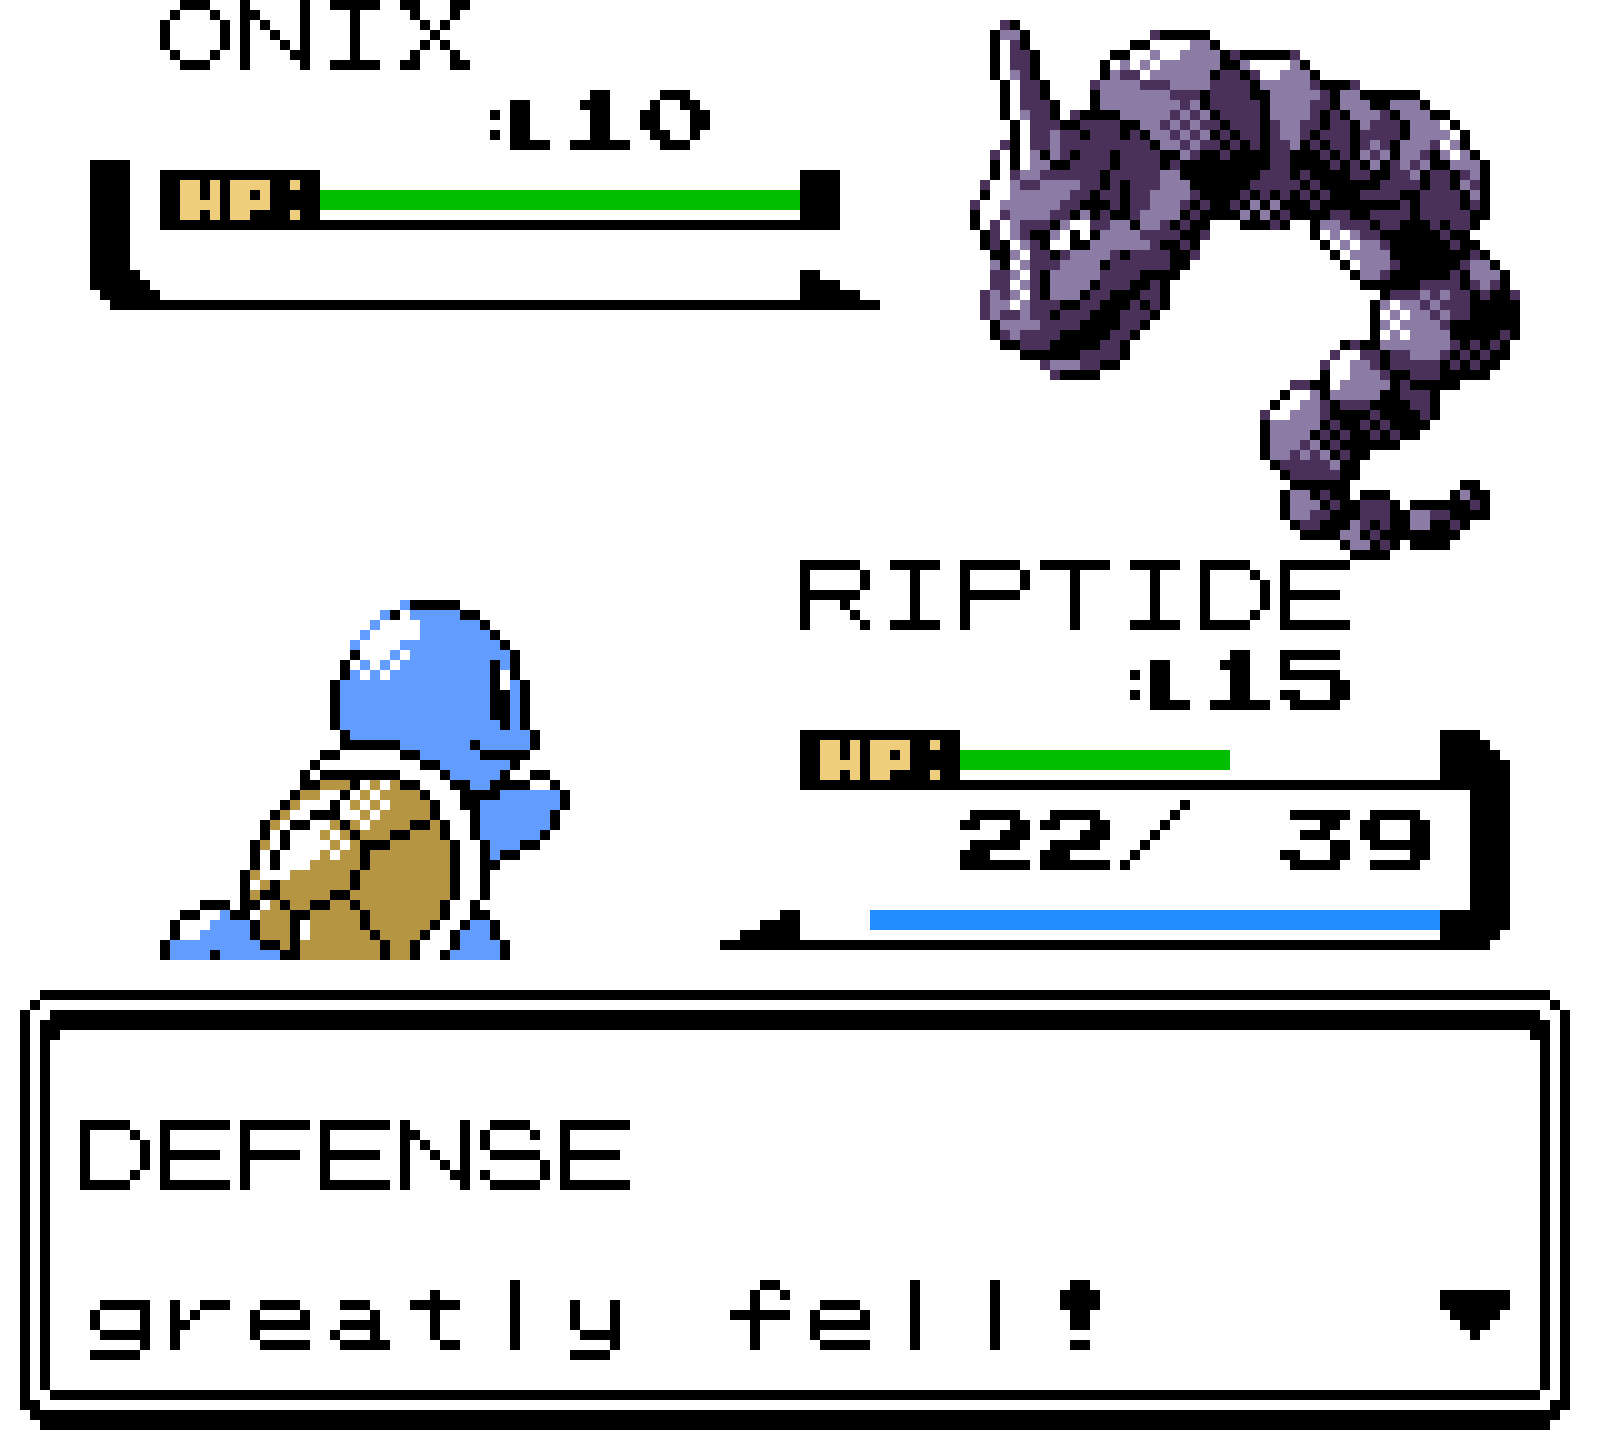 ONIX
:L10
HP:
RIPTIDE
:L15
HP:
22/ 39
DEFENSE
greatly fell!